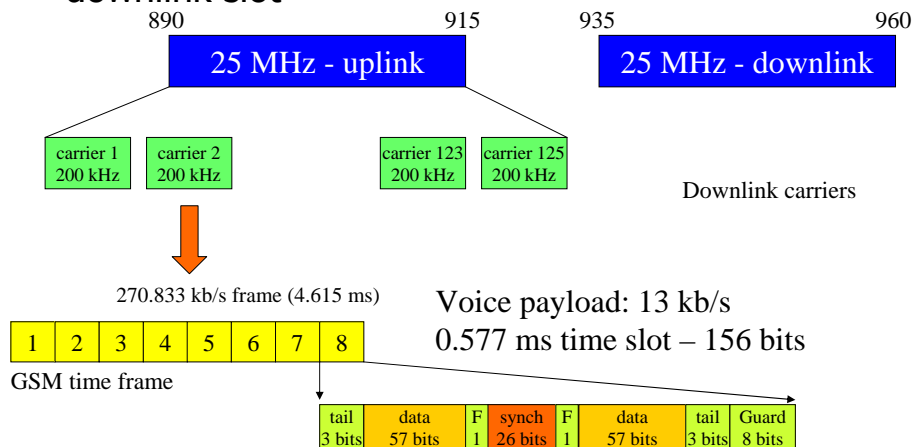 downlink slot
890 915 935 960
25 MHz - uplink 25 MHz - downlink
carrier 1 carrier 2 carrier 123 carrier 125
200 kHz 200 kHz 200 kHz 200 kHz
Downlink carriers
270.833 kb/s frame (4.615 ms)
Voice payload: 13 kb/s
0.577 ms time slot – 156 bits
1 2 3 4 5 6 7 8
GSM time frame
tail data F synch F data tail Guard
3 bits 57 bits 1 26 bits 1 57 bits 3 bits 8 bits